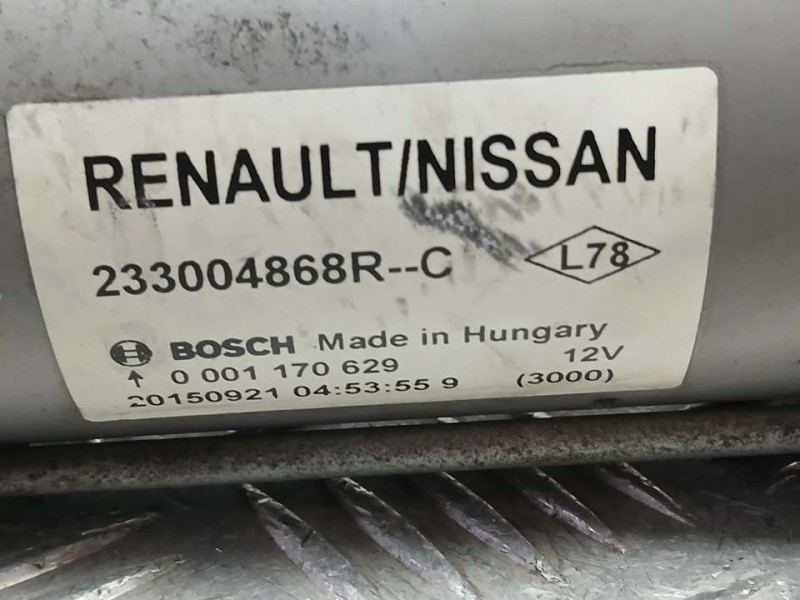 RENAULT/NISSAN
233004868R--C
L78
BOSCH Made in Hungary
0 001 170 629 12V
20150921 04:53:55 9 (3000)